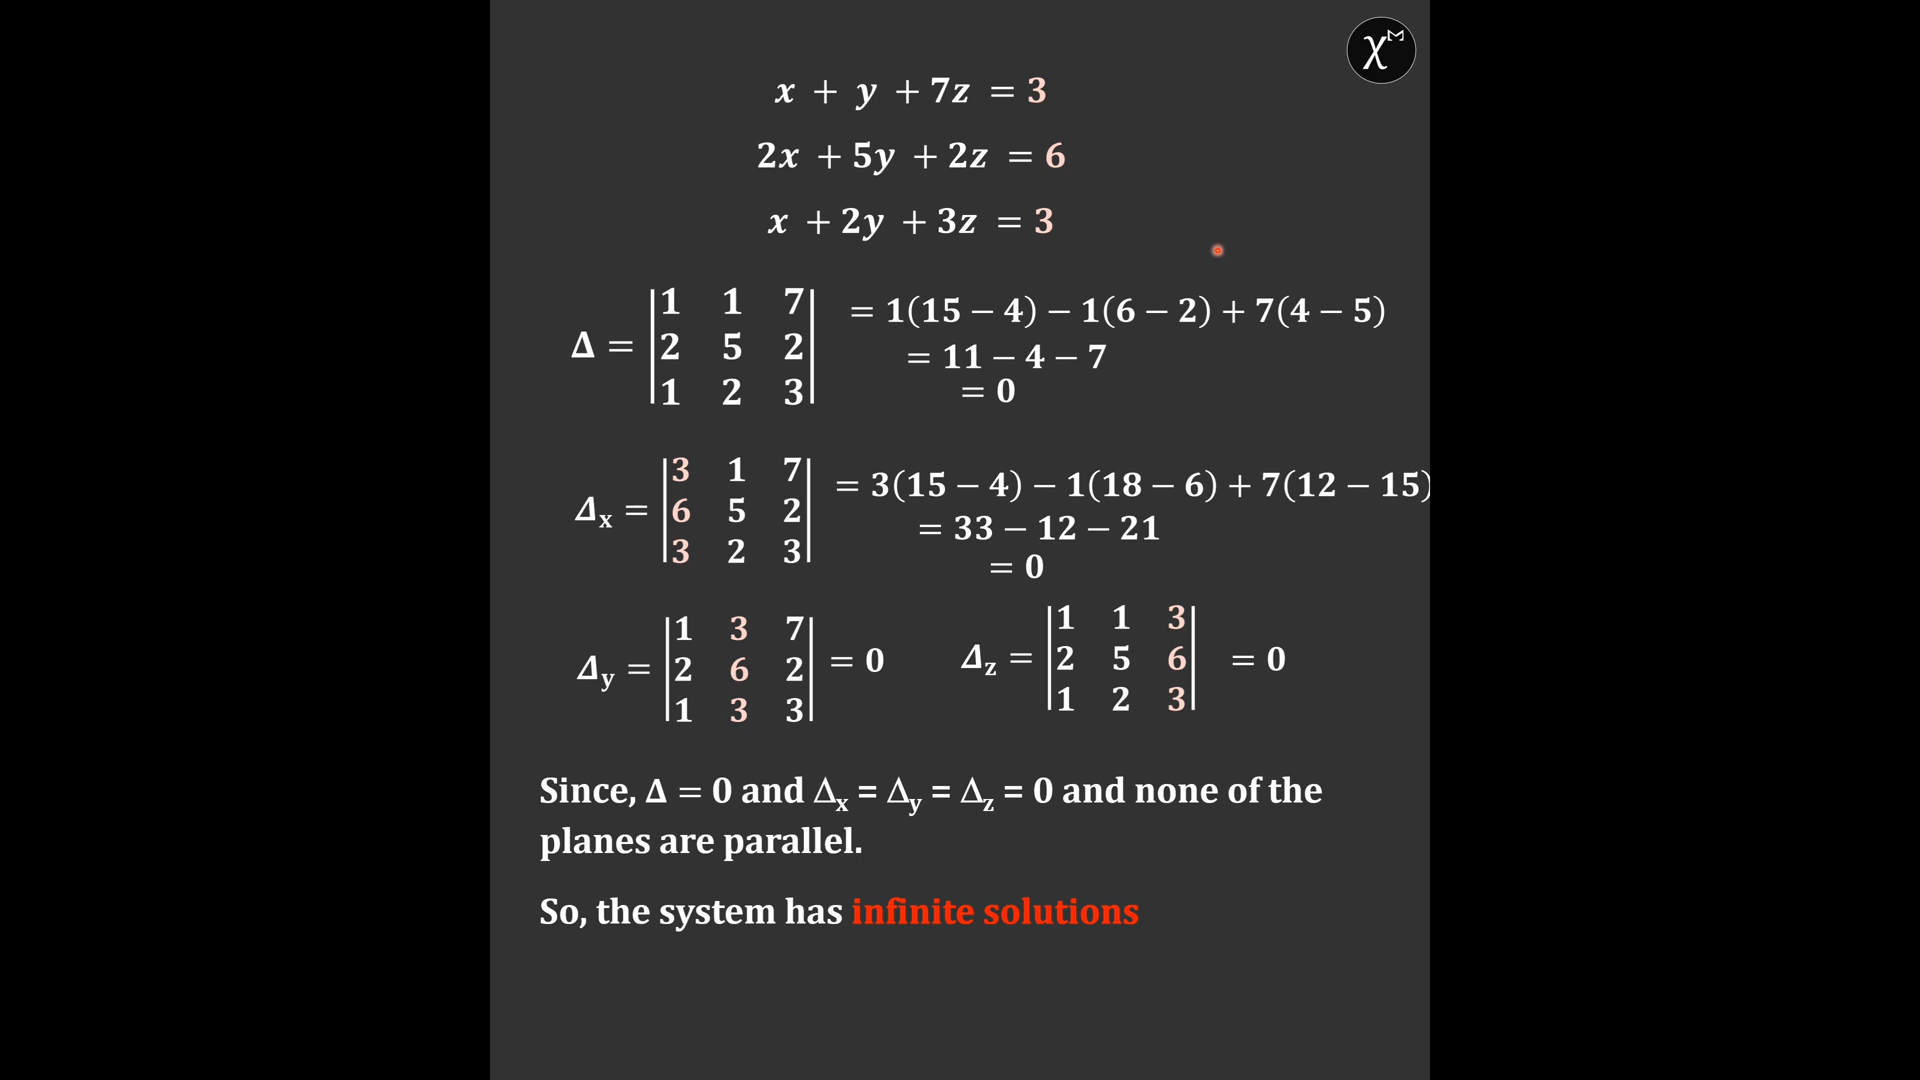 χᴹ
x + y + 7z = 3
2x + 5y + 2z = 6
x + 2y + 3z = 3
Δ = |1 1 7| = 1(15 − 4) − 1(6 − 2) + 7(4 − 5)
|2 5 2| = 11 − 4 − 7
|1 2 3| = 0
Δx = |3 1 7| = 3(15 − 4) − 1(18 − 6) + 7(12 − 15)
|6 5 2| = 33 − 12 − 21
|3 2 3| = 0
Δy = |1 3 7| = 0
|2 6 2|
|1 3 3|
Δz = |1 1 3| = 0
|2 5 6|
|1 2 3|
Since, Δ = 0 and Δx = Δy = Δz = 0 and none of the
planes are parallel.
So, the system has infinite solutions